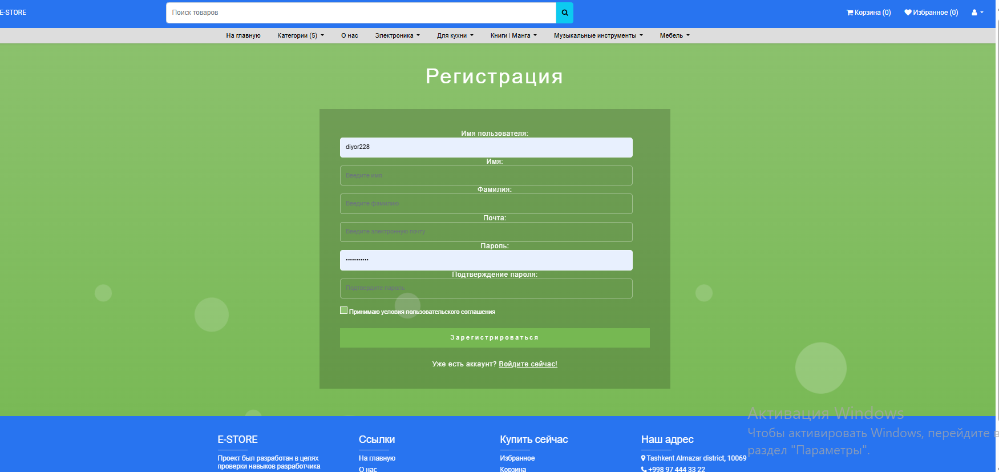 E-STORE
Поиск товаров
Корзина (0)
Избранное (0)
На главную
Категории (5)
О нас
Электроника
Для кухни
Книги | Манга
Музыкальные инструменты
Мебель
Регистрация
Имя пользователя:
diyor228
Имя:
Введите имя
Фамилия:
Введите фамилию
Почта:
Введите электронную почту
Пароль:
•••••••••••
Подтверждение пароля:
Подтвердите пароль
Принимаю условия пользовательского соглашения
Зарегистрироваться
Уже есть аккаунт? Войдите сейчас!
E-STORE
Проект был разработан в целях
проверки навыков разработчика
Ссылки
На главную
О нас
Купить сейчас
Избранное
Корзина
Наш адрес
Tashkent Almazar district, 10069
+998 97 444 33 22
Активация Windows
Чтобы активировать Windows, перейдите в
раздел "Параметры".